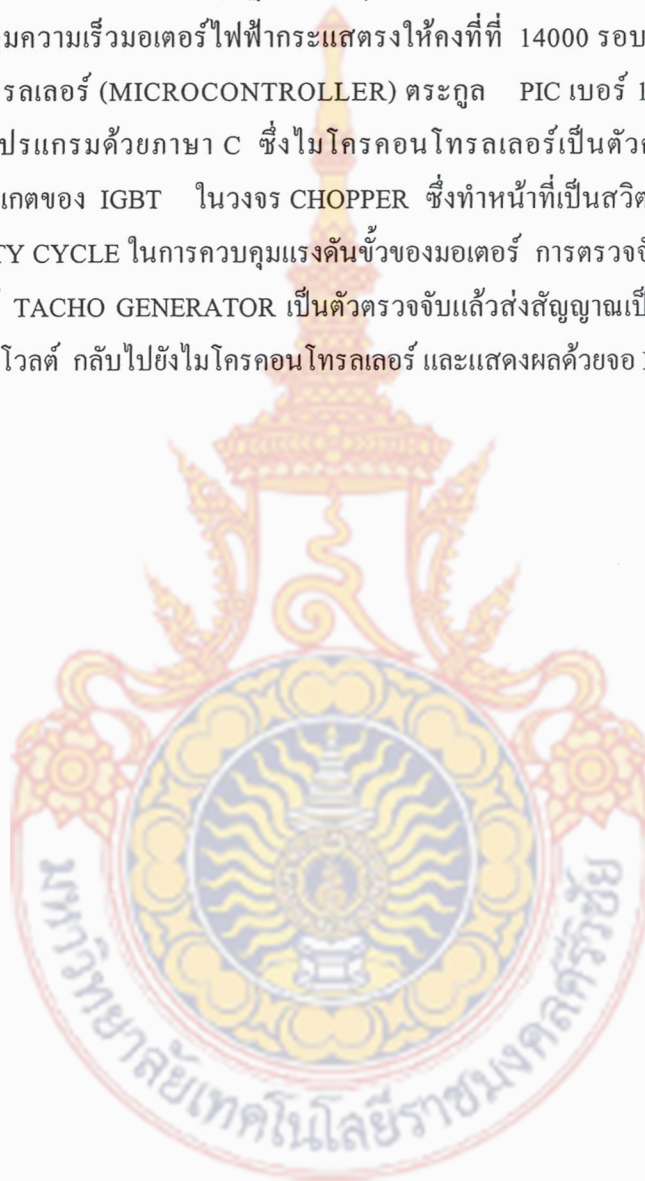 มความเร็วมอเตอร์ไฟฟ้ากระแสตรงให้คงที่ที่ 14000 รอบ
รลเลอร์ (MICROCONTROLLER) ตระกูล PIC เบอร์ 1
ปรแกรมด้วยภาษา C ซึ่งไมโครคอนโทรลเลอร์เป็นตัว
เกตของ IGBT ในวงจร CHOPPER ซึ่งทำหน้าที่เป็นสวิต
TY CYCLE ในการควบคุมแรงดันขั้วของมอเตอร์ การตรวจจั
TACHO GENERATOR เป็นตัวตรวจจับแล้วส่งสัญญาณเป็
โวลต์ กลับไปยังไมโครคอนโทรลเลอร์ และแสดงผลด้วยจอ
มหาวิทยาลัยเทคโนโลยีราชมงคลศรีวิชัย